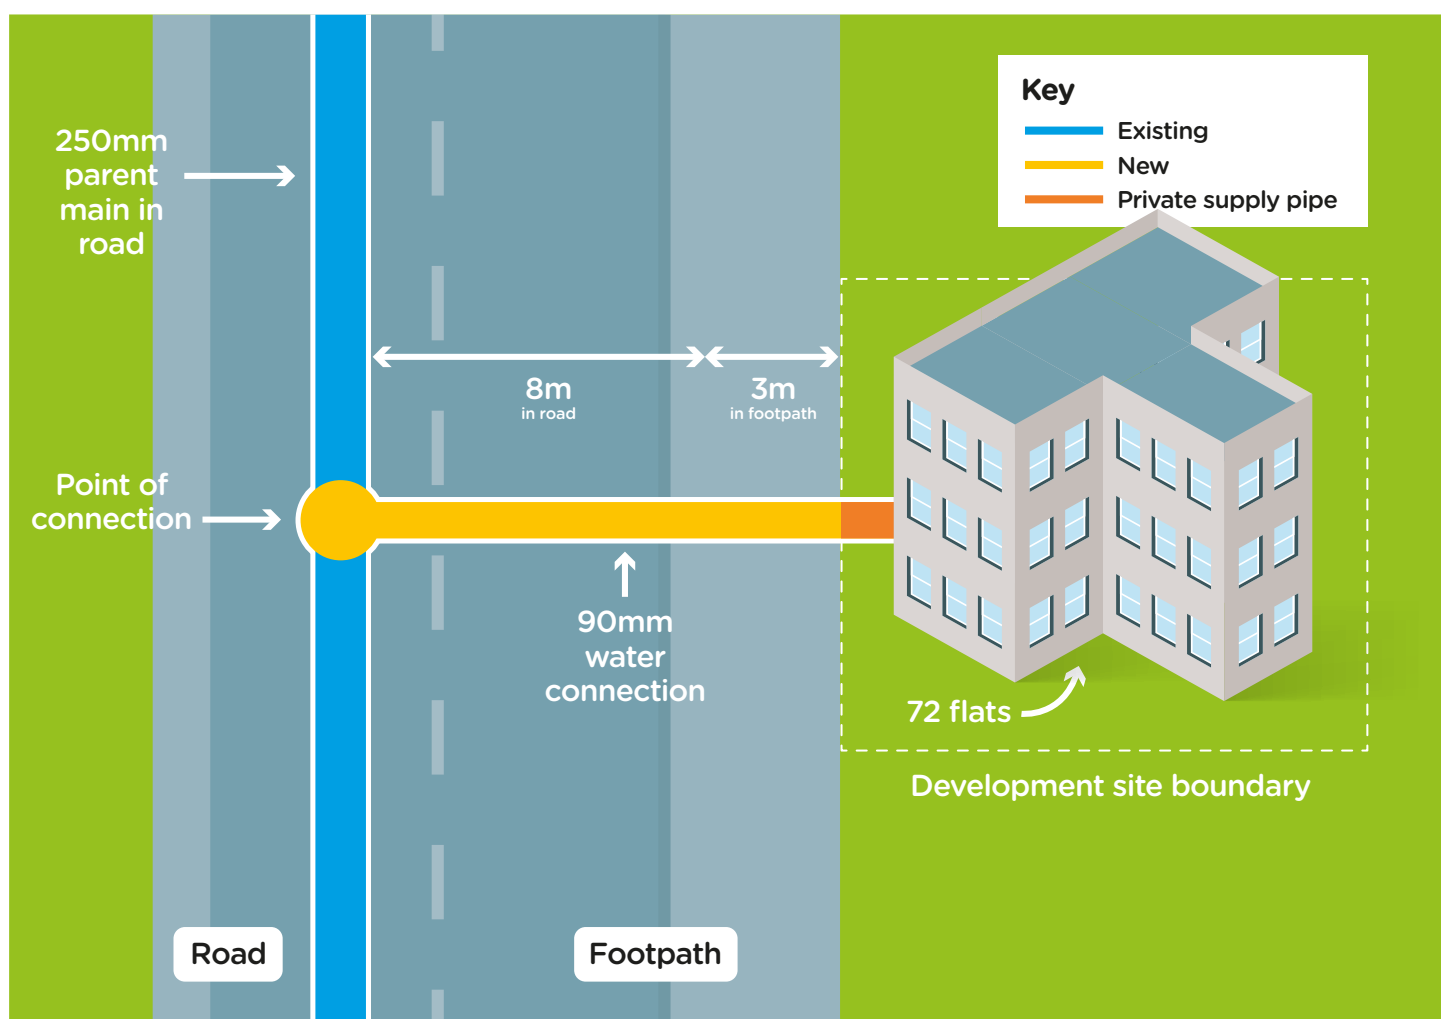 Key
Existing
New
Private supply pipe
250mm
parent
main in
road
8m
in road
3m
in footpath
Point of
connection
90mm
water
connection
72 flats
Development site boundary
Road
Footpath